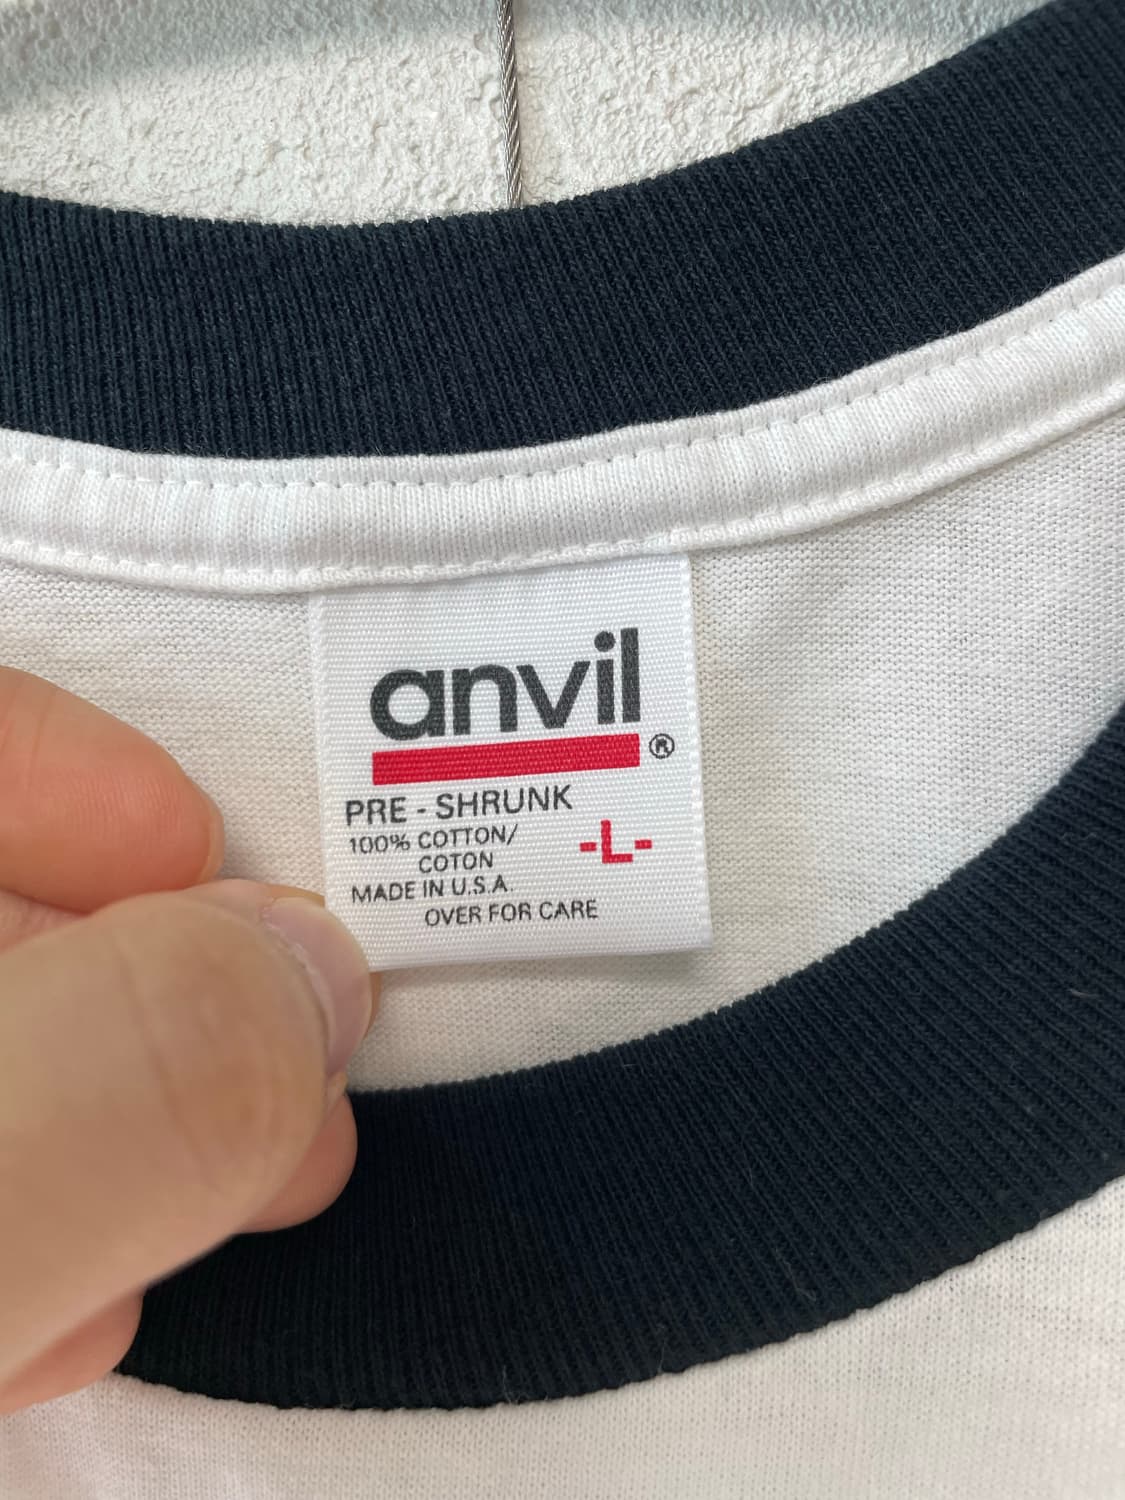 anvil®
PRE - SHRUNK
100% COTTON/
COTON
-L-
MADE IN U.S.A.
OVER FOR CARE